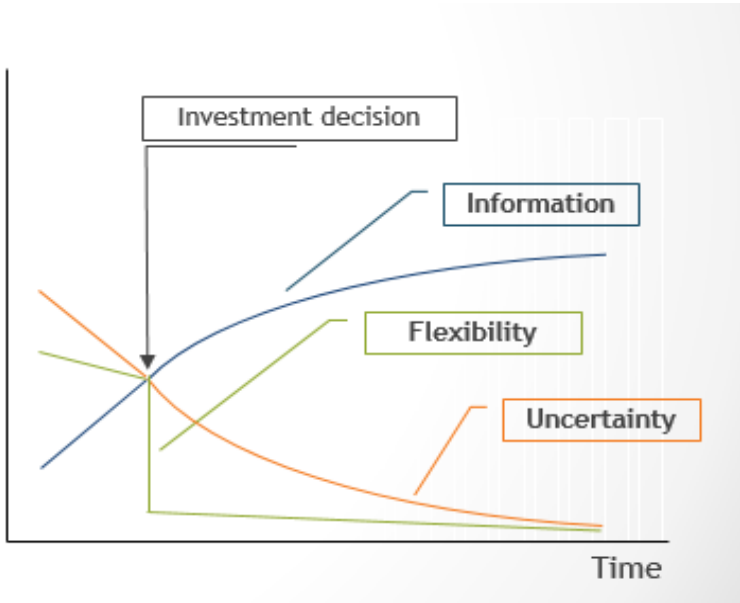 Investment decision
Information
Flexibility
Uncertainty
Time